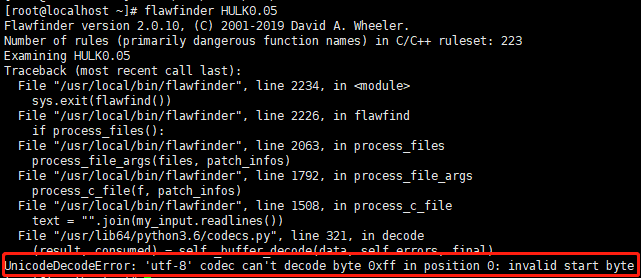 [root@localhost ~]# flawfinder HULK0.05
Flawfinder version 2.0.10, (C) 2001-2019 David A. Wheeler.
Number of rules (primarily dangerous function names) in C/C++ ruleset: 223
Examining HULK0.05
Traceback (most recent call last):
  File "/usr/local/bin/flawfinder", line 2234, in <module>
    sys.exit(flawfind())
  File "/usr/local/bin/flawfinder", line 2226, in flawfind
    if process_files():
  File "/usr/local/bin/flawfinder", line 2063, in process_files
    process_file_args(files, patch_infos)
  File "/usr/local/bin/flawfinder", line 1792, in process_file_args
    process_c_file(f, patch_infos)
  File "/usr/local/bin/flawfinder", line 1508, in process_c_file
    text = "".join(my_input.readlines())
  File "/usr/lib64/python3.6/codecs.py", line 321, in decode
    (result, consumed) = self._buffer_decode(data, self.errors, final)
UnicodeDecodeError: 'utf-8' codec can't decode byte 0xff in position 0: invalid start byte